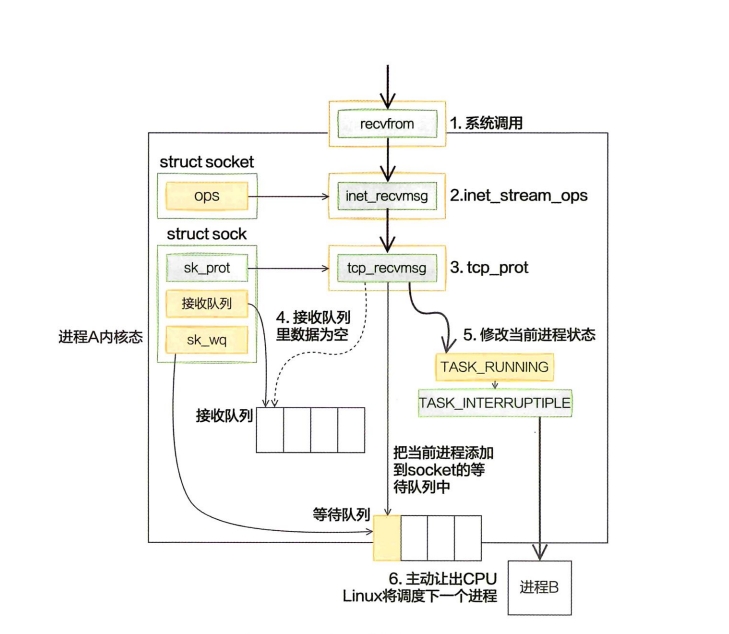 recvfrom
1. 系统调用
struct socket
ops
inet_recvmsg
2.inet_stream_ops
struct sock
sk_prot
tcp_recvmsg
3. tcp_prot
接收队列
4. 接收队列
里数据为空
sk_wq
进程A内核态
5. 修改当前进程状态
TASK_RUNNING
TASK_INTERRUPTIPLE
接收队列
把当前进程添加
到socket的等
待队列中
等待队列
6. 主动让出CPU
Linux将调度下一个进程
进程B